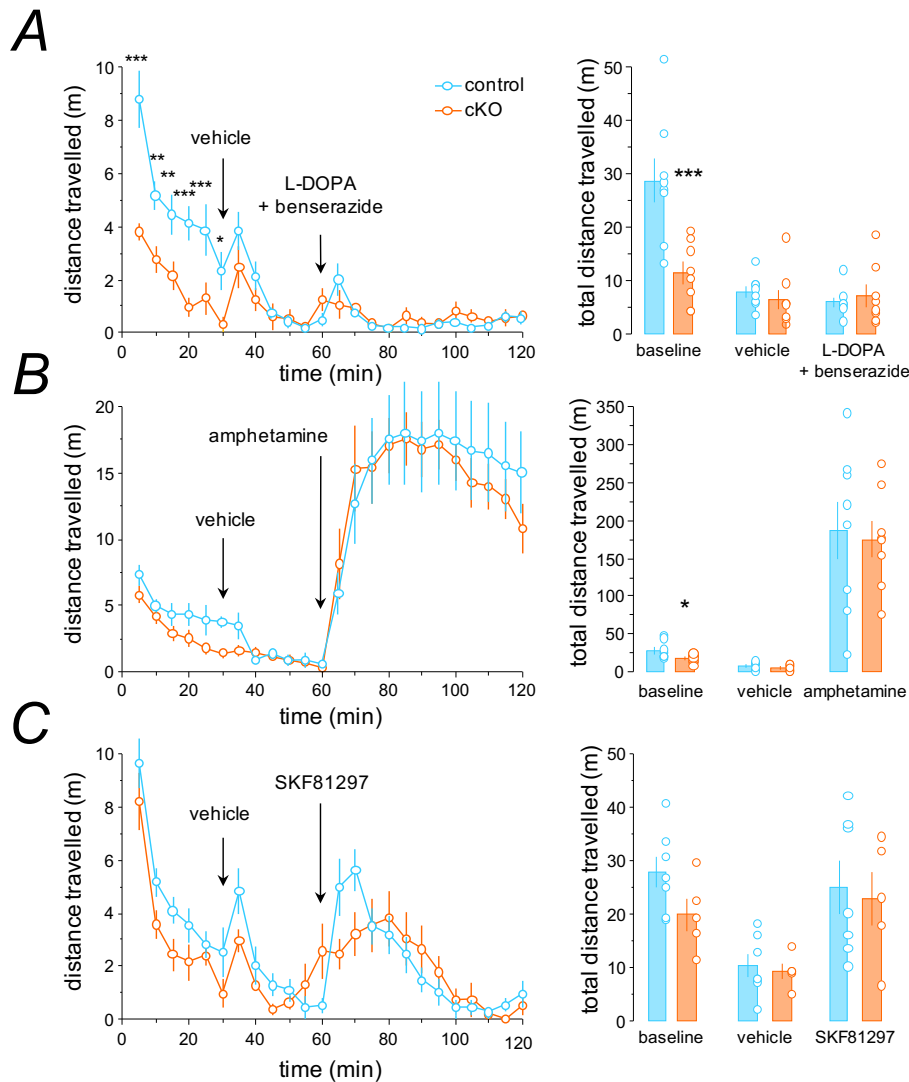 A
10
8
6
4
2
0
distance travelled (m)
***
**
**
***
***
*
vehicle
L-DOPA
+ benserazide
control
cKO
0 20 40 60 80 100 120
time (min)
50
40
30
20
10
0
total distance travelled (m)
***
baseline vehicle L-DOPA
+ benserazide
B
20
15
10
5
0
distance travelled (m)
amphetamine
vehicle
0 20 40 60 80 100 120
time (min)
350
300
250
200
150
100
50
0
total distance travelled (m)
*
baseline vehicle amphetamine
C
10
8
6
4
2
0
distance travelled (m)
SKF81297
vehicle
0 20 40 60 80 100 120
time (min)
50
40
30
20
10
0
total distance travelled (m)
baseline vehicle SKF81297